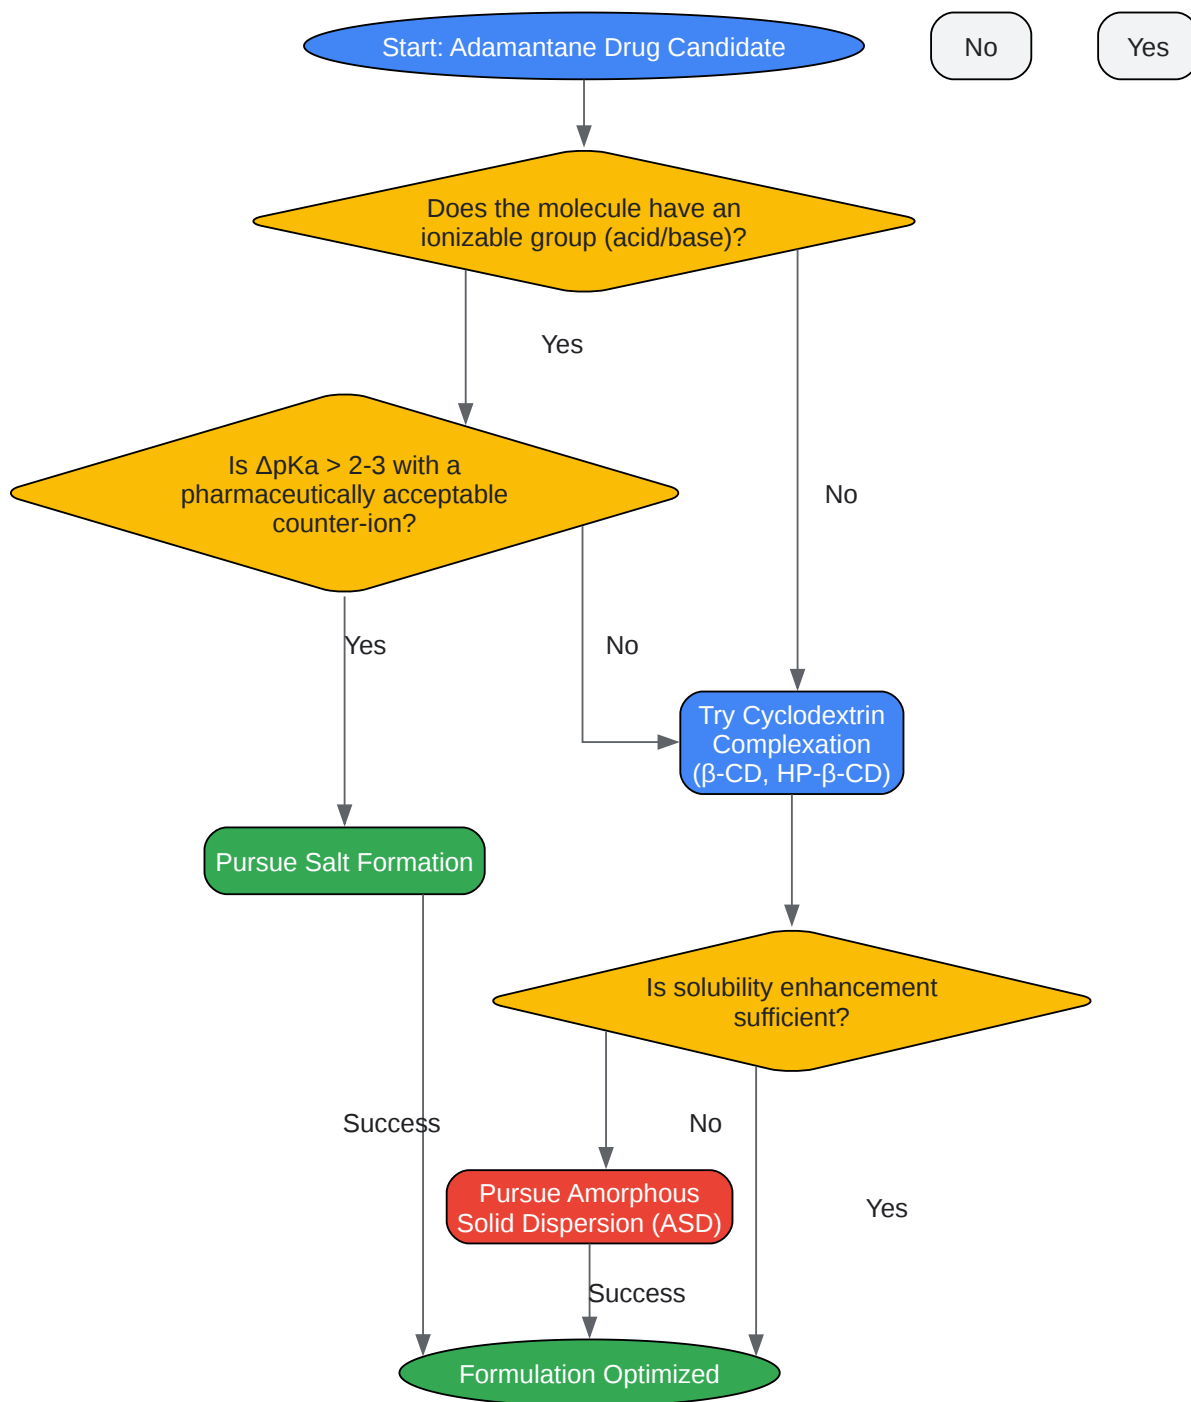 Start: Adamantane Drug Candidate
No
Yes
Does the molecule have an
ionizable group (acid/base)?
Yes
Is ΔpKa > 2-3 with a
pharmaceutically acceptable
counter-ion?
No
Yes
No
Try Cyclodextrin
Complexation
(β-CD, HP-β-CD)
Pursue Salt Formation
Is solubility enhancement
sufficient?
Success
No
Pursue Amorphous
Solid Dispersion (ASD)
Yes
Success
Formulation Optimized